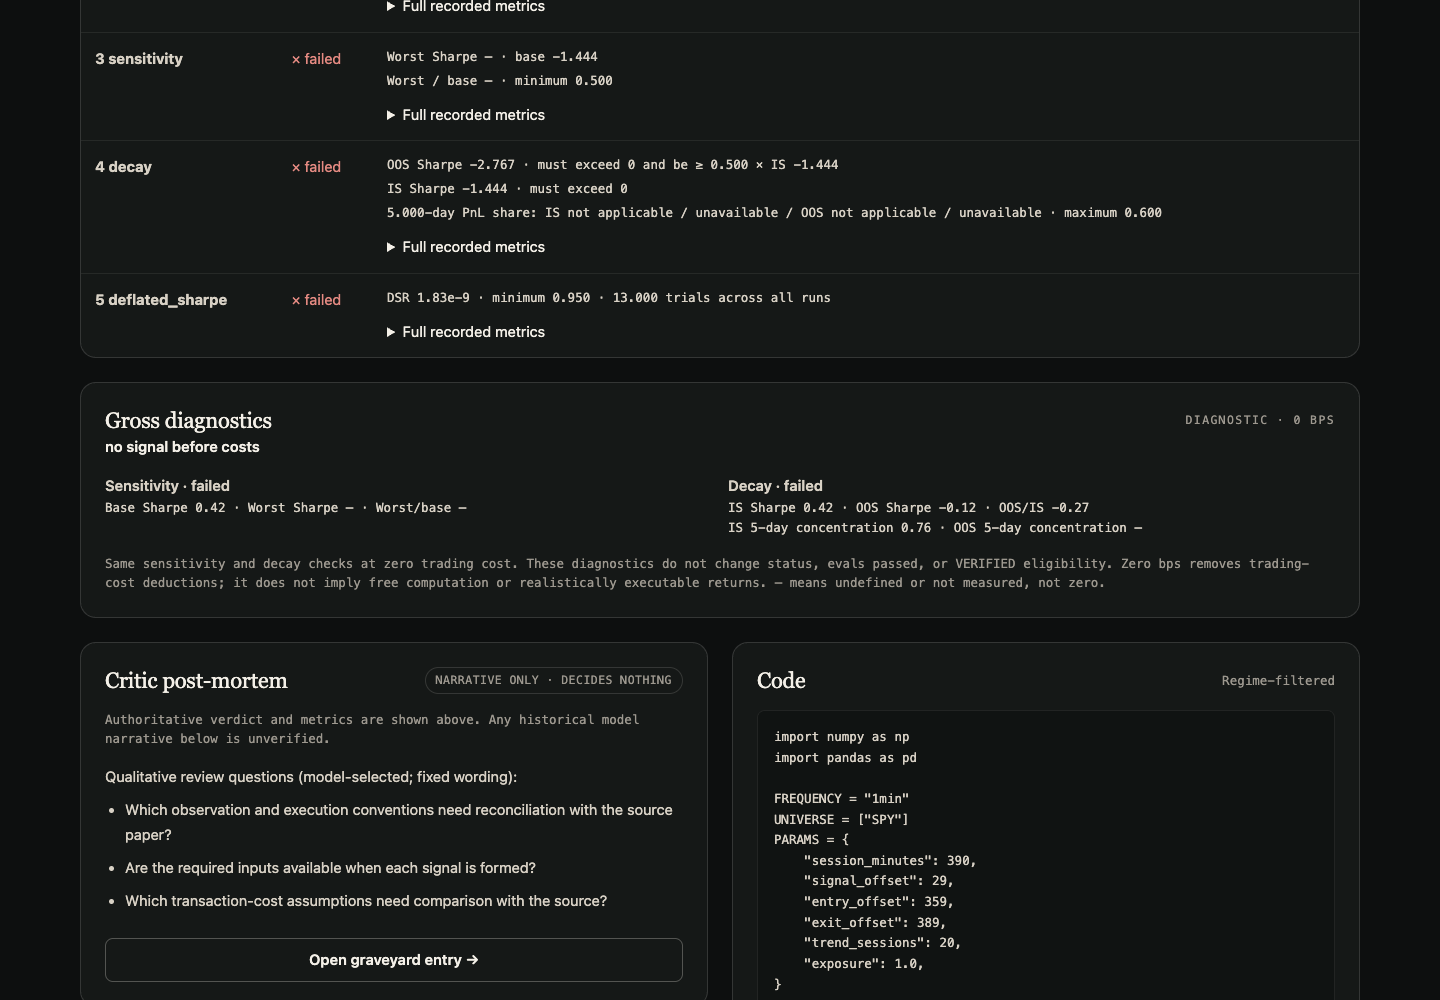 ▶ Full recorded metrics
3 sensitivity
× failed
Worst Sharpe — · base −1.444
Worst / base — · minimum 0.500
▶ Full recorded metrics
4 decay
× failed
OOS Sharpe −2.767 · must exceed 0 and be ≥ 0.500 × IS −1.444
IS Sharpe −1.444 · must exceed 0
5.000−day PnL share: IS not applicable / unavailable / OOS not applicable / unavailable · maximum 0.600
▶ Full recorded metrics
5 deflated_sharpe
× failed
DSR 1.83e-9 · minimum 0.950 · 13.000 trials across all runs
▶ Full recorded metrics
Gross diagnostics
DIAGNOSTIC · 0 BPS
no signal before costs
Sensitivity · failed
Base Sharpe 0.42 · Worst Sharpe — · Worst/base —
Decay · failed
IS Sharpe 0.42 · OOS Sharpe −0.12 · OOS/IS −0.27
IS 5-day concentration 0.76 · OOS 5-day concentration —
Same sensitivity and decay checks at zero trading cost. These diagnostics do not change status, evals passed, or VERIFIED eligibility. Zero bps removes trading-
cost deductions; it does not imply free computation or realistically executable returns. — means undefined or not measured, not zero.
Critic post-mortem
NARRATIVE ONLY · DECIDES NOTHING
Authoritative verdict and metrics are shown above. Any historical model
narrative below is unverified.
Qualitative review questions (model-selected; fixed wording):
• Which observation and execution conventions need reconciliation with the source
paper?
• Are the required inputs available when each signal is formed?
• Which transaction-cost assumptions need comparison with the source?
Open graveyard entry →
Code
Regime-filtered
import numpy as np
import pandas as pd
FREQUENCY = "1min"
UNIVERSE = ["SPY"]
PARAMS = {
    "session_minutes": 390,
    "signal_offset": 29,
    "entry_offset": 359,
    "exit_offset": 389,
    "trend_sessions": 20,
    "exposure": 1.0,
}